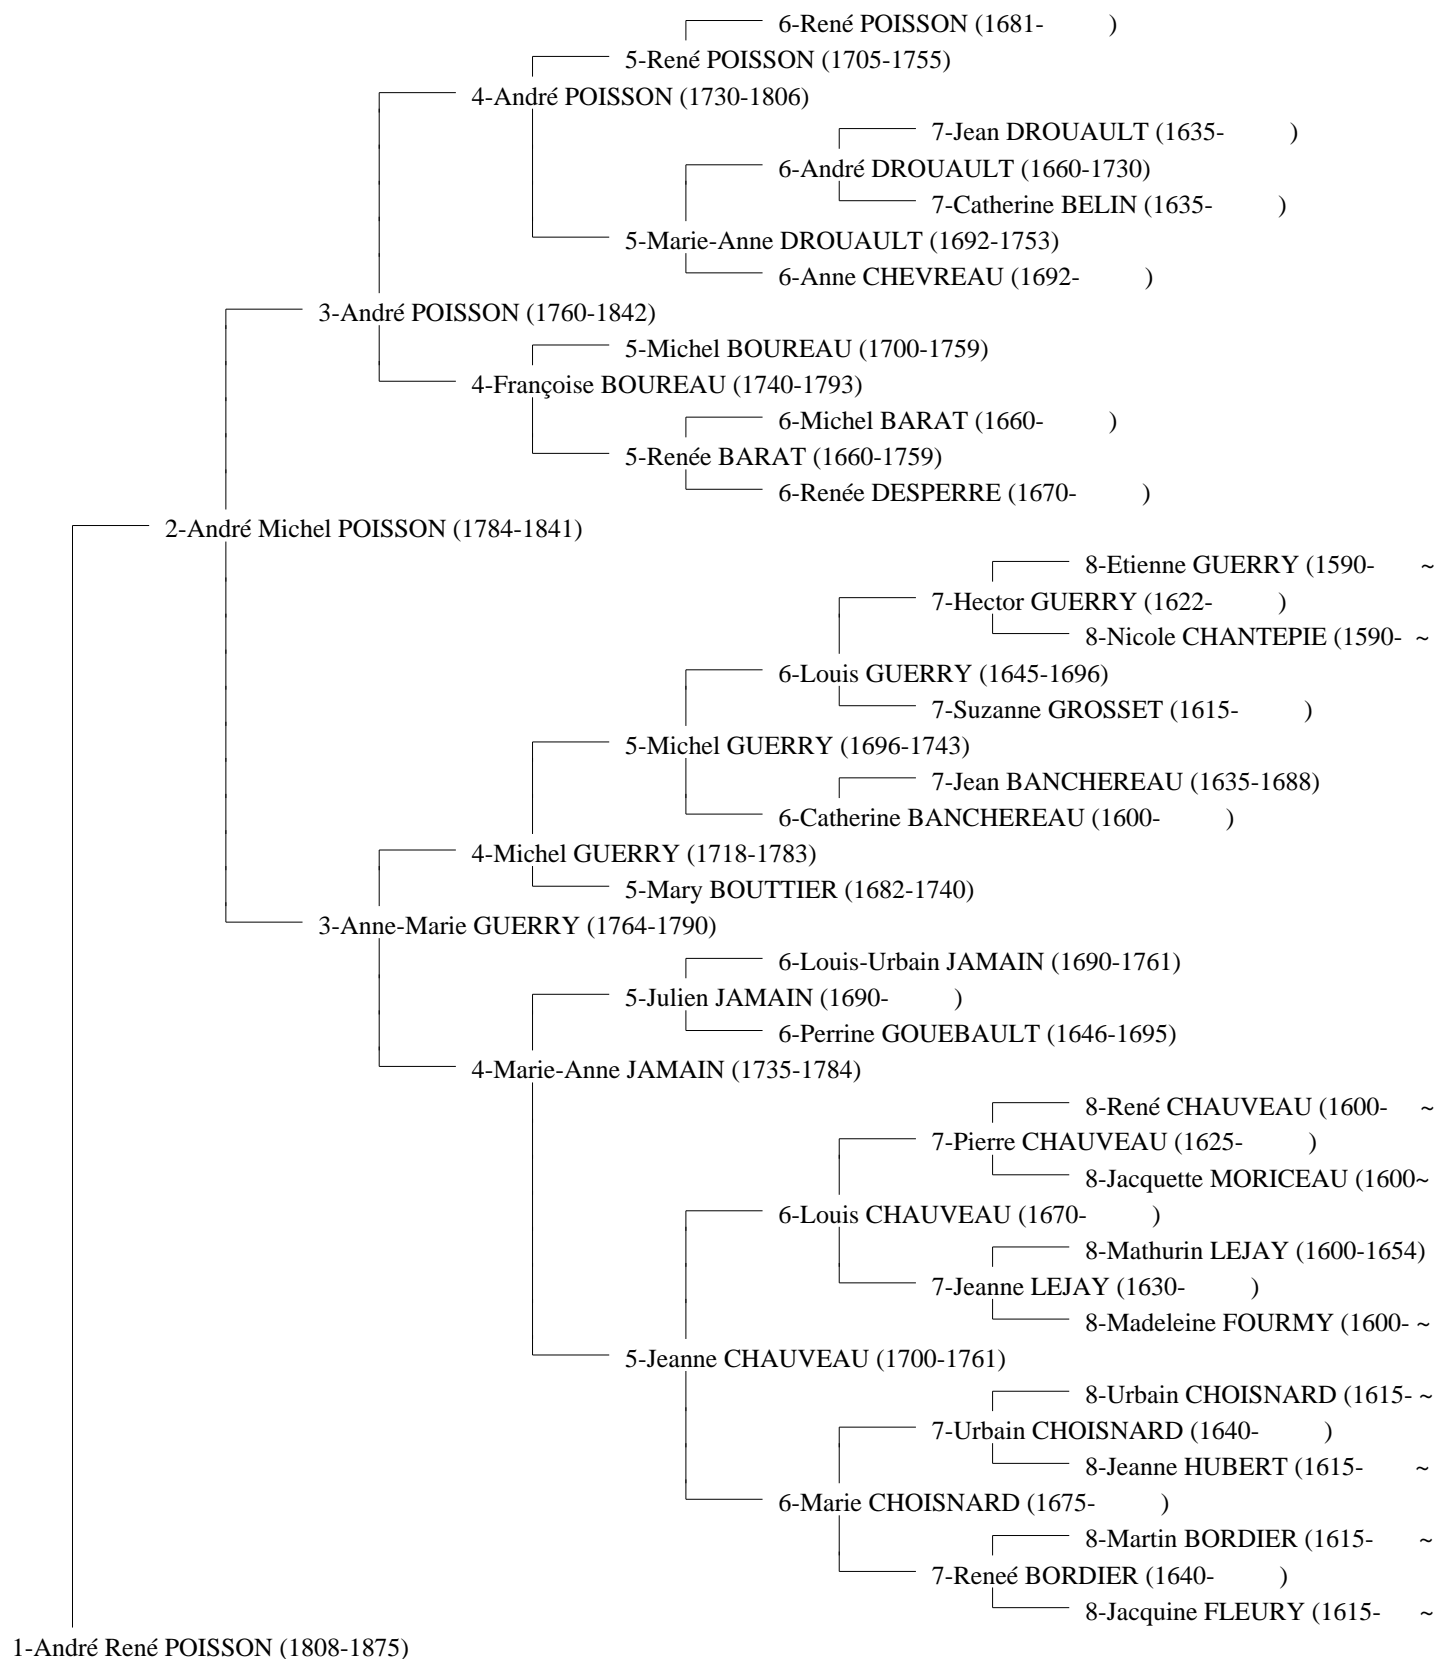 6-René POISSON (1681- )
5-René POISSON (1705-1755)
4-André POISSON (1730-1806)
7-Jean DROUAULT (1635- )
6-André DROUAULT (1660-1730)
7-Catherine BELIN (1635- )
5-Marie-Anne DROUAULT (1692-1753)
6-Anne CHEVREAU (1692- )
3-André POISSON (1760-1842)
5-Michel BOUREAU (1700-1759)
4-Françoise BOUREAU (1740-1793)
6-Michel BARAT (1660- )
5-Renée BARAT (1660-1759)
6-Renée DESPERRE (1670- )
2-André Michel POISSON (1784-1841)
8-Etienne GUERRY (1590- ~
7-Hector GUERRY (1622- )
8-Nicole CHANTEPIE (1590- ~
6-Louis GUERRY (1645-1696)
7-Suzanne GROSSET (1615- )
5-Michel GUERRY (1696-1743)
7-Jean BANCHEREAU (1635-1688)
6-Catherine BANCHEREAU (1600- )
4-Michel GUERRY (1718-1783)
5-Mary BOUTTIER (1682-1740)
3-Anne-Marie GUERRY (1764-1790)
6-Louis-Urbain JAMAIN (1690-1761)
5-Julien JAMAIN (1690- )
6-Perrine GOUEBAULT (1646-1695)
4-Marie-Anne JAMAIN (1735-1784)
8-René CHAUVEAU (1600- ~
7-Pierre CHAUVEAU (1625- )
8-Jacquette MORICEAU (1600~
6-Louis CHAUVEAU (1670- )
8-Mathurin LEJAY (1600-1654)
7-Jeanne LEJAY (1630- )
8-Madeleine FOURMY (1600- ~
5-Jeanne CHAUVEAU (1700-1761)
8-Urbain CHOISNARD (1615- ~
7-Urbain CHOISNARD (1640- )
8-Jeanne HUBERT (1615- ~
6-Marie CHOISNARD (1675- )
8-Martin BORDIER (1615- ~
7-Reneé BORDIER (1640- )
8-Jacquine FLEURY (1615- ~
1-André René POISSON (1808-1875)